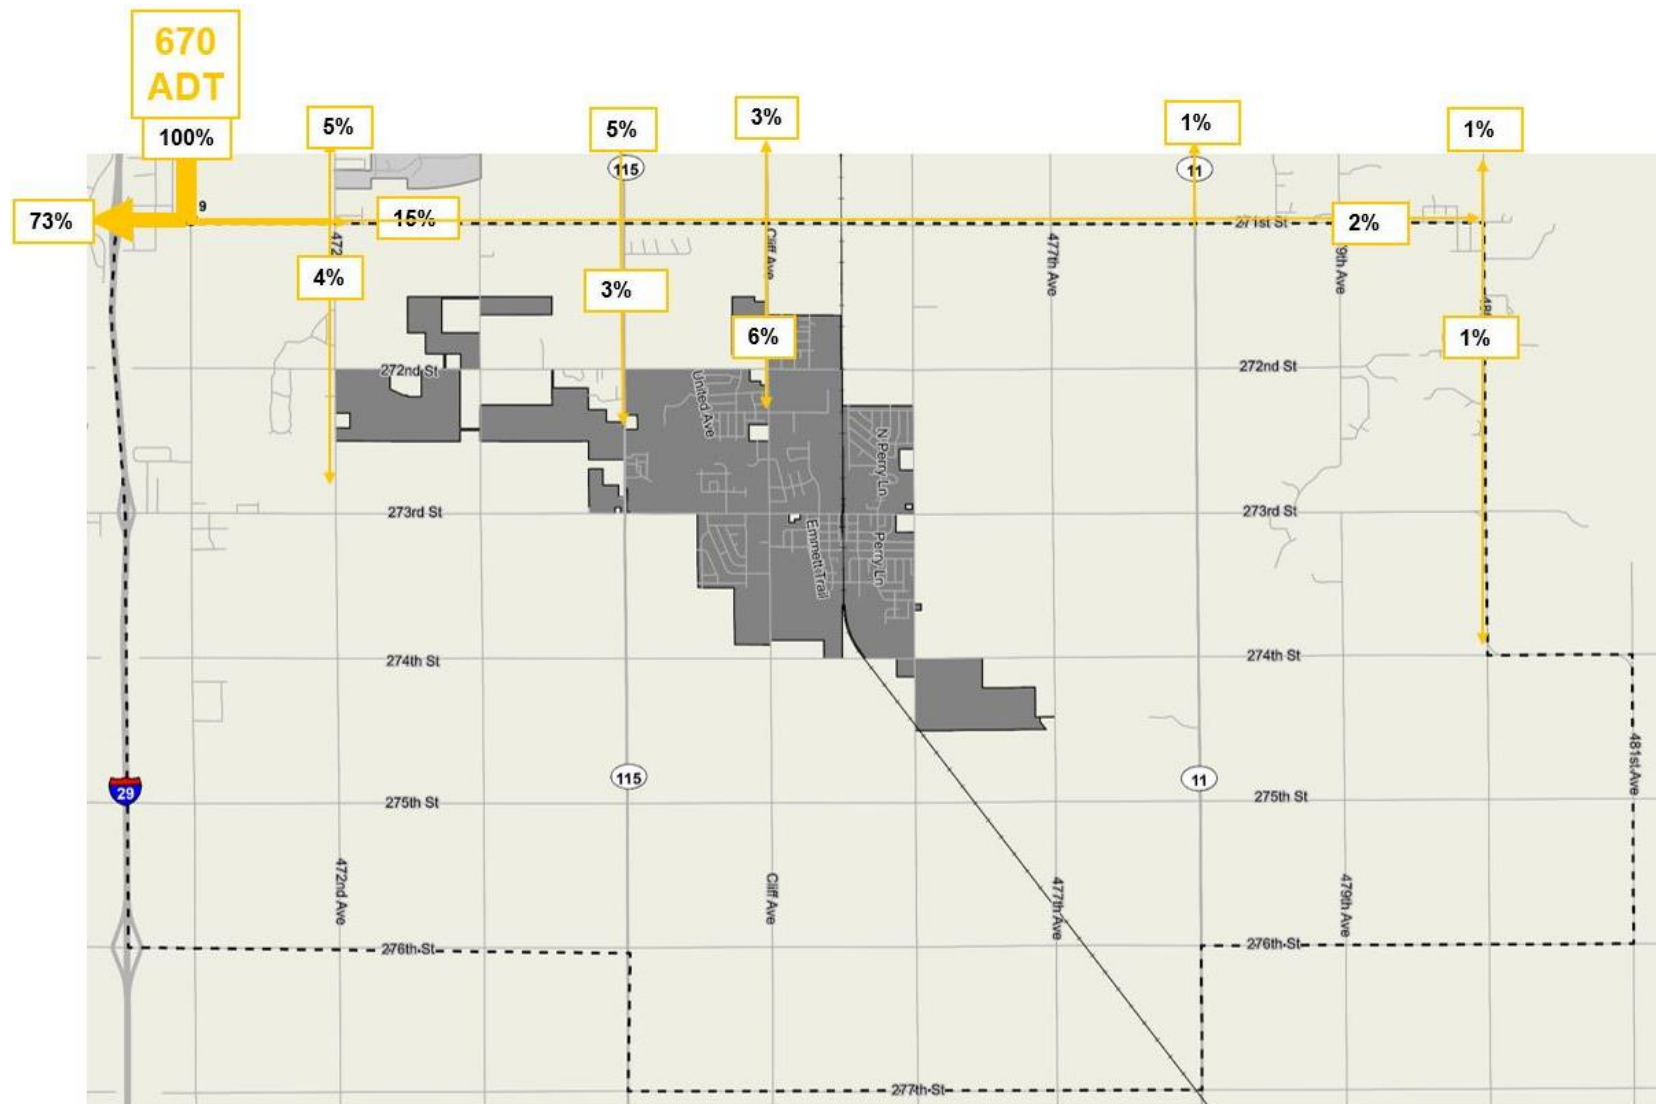 670
ADT
100%
5%
5%
3%
1%
1%
115
11
73%
9
15%
271st St
2%
472
Cliff Ave
477th Ave
9th Ave
48
4%
3%
6%
1%
272nd St
272nd St
United Ave
N Perry Ln
273rd St
273rd St
Emmett Trail
Perry Ln
274th St
274th St
29
115
11
275th St
275th St
481st Ave
472nd Ave
Cliff Ave
477th Ave
479th Ave
276th St
276th St
277th St